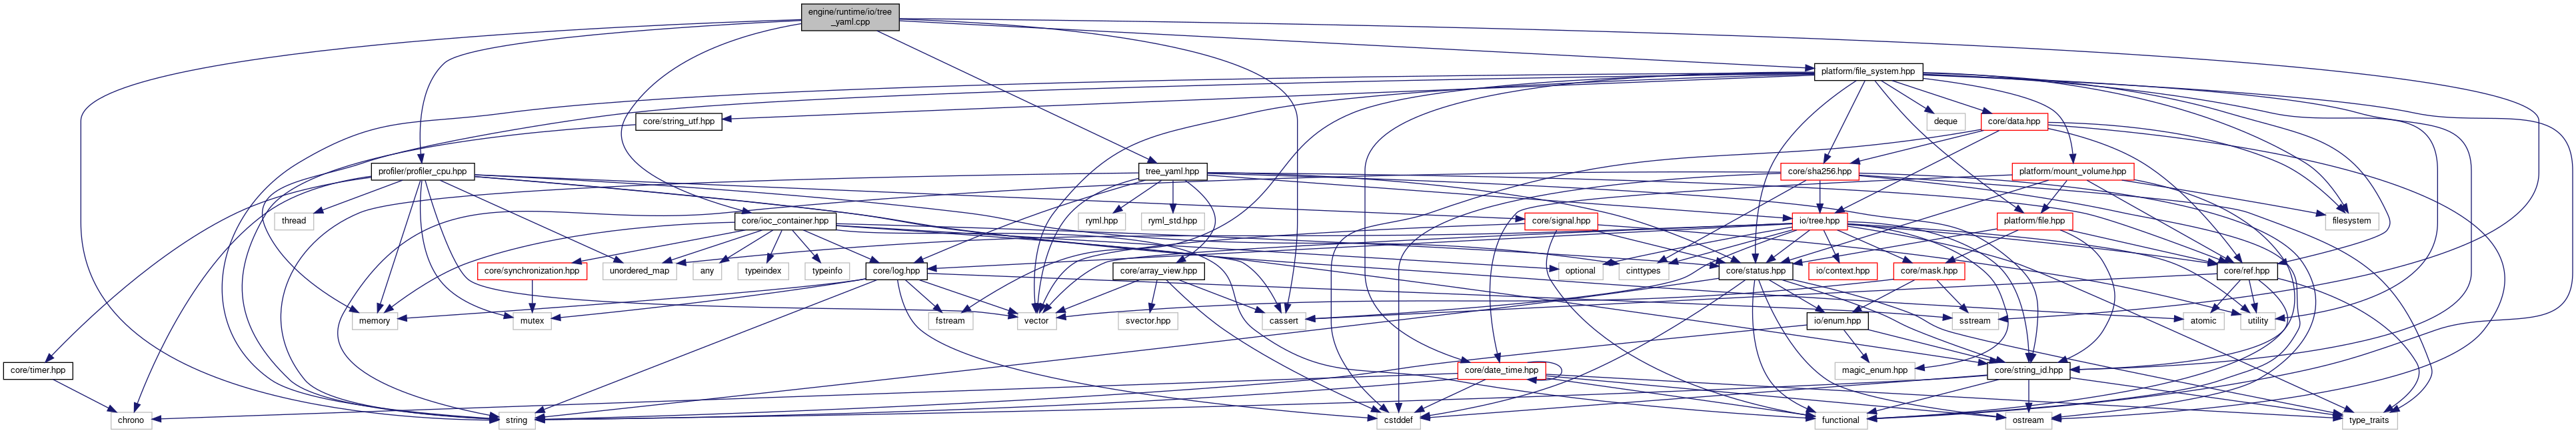 engine/runtime/io/tree
_yaml.cpp
platform/file_system.hpp
core/string_utf.hpp
deque
core/data.hpp
profiler/profiler_cpu.hpp
tree_yaml.hpp
core/sha256.hpp
platform/mount_volume.hpp
thread
core/ioc_container.hpp
ryml.hpp
ryml_std.hpp
core/signal.hpp
io/tree.hpp
platform/file.hpp
filesystem
core/synchronization.hpp
unordered_map
any
typeindex
typeinfo
core/log.hpp
core/array_view.hpp
optional
cinttypes
core/status.hpp
io/context.hpp
core/mask.hpp
core/ref.hpp
memory
mutex
fstream
vector
svector.hpp
cassert
io/enum.hpp
sstream
atomic
utility
core/timer.hpp
core/date_time.hpp
magic_enum.hpp
core/string_id.hpp
chrono
string
cstddef
functional
ostream
type_traits